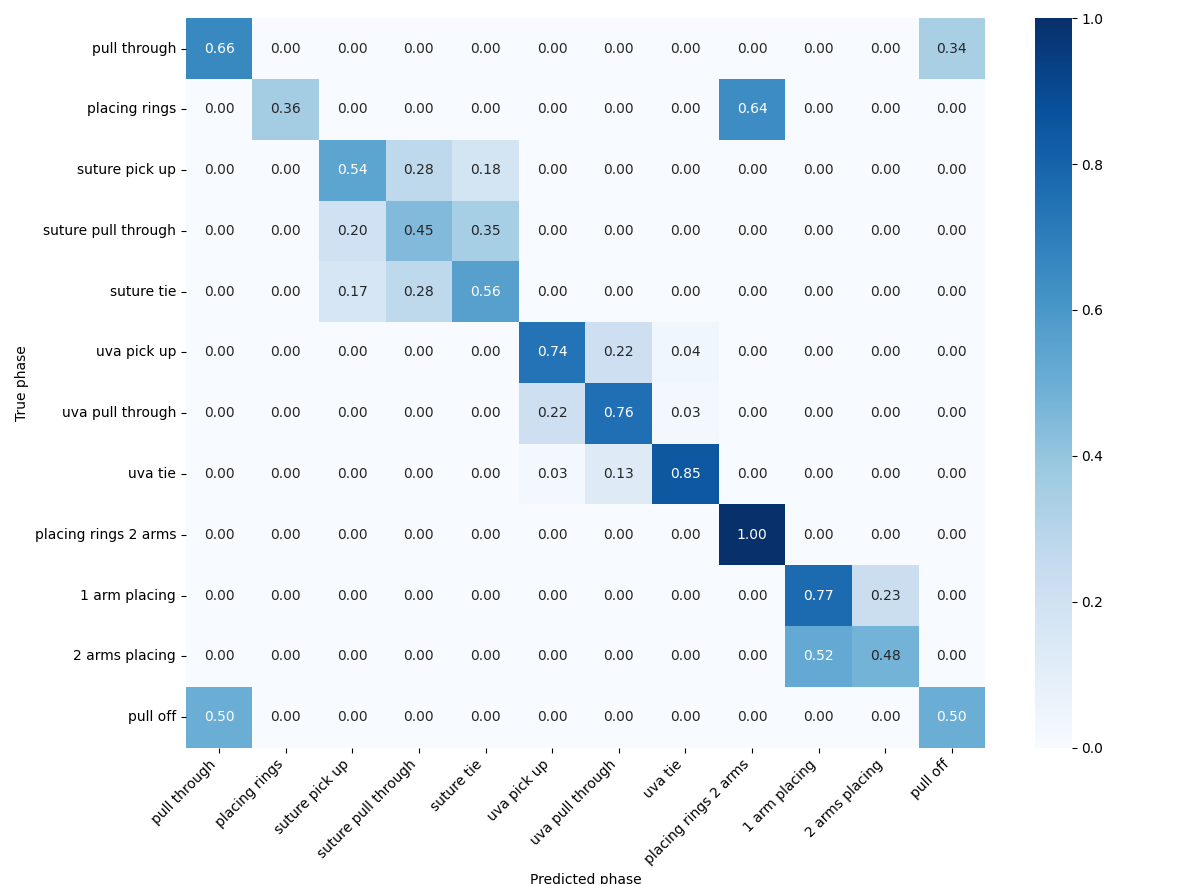 pull through 0.66 0.00 0.00 0.00 0.00 0.00 0.00 0.00 0.00 0.00 0.00 0.34
placing rings 0.00 0.36 0.00 0.00 0.00 0.00 0.00 0.00 0.64 0.00 0.00 0.00
suture pick up 0.00 0.00 0.54 0.28 0.18 0.00 0.00 0.00 0.00 0.00 0.00 0.00
suture pull through 0.00 0.00 0.20 0.45 0.35 0.00 0.00 0.00 0.00 0.00 0.00 0.00
suture tie 0.00 0.00 0.17 0.28 0.56 0.00 0.00 0.00 0.00 0.00 0.00 0.00
uva pick up 0.00 0.00 0.00 0.00 0.00 0.74 0.22 0.04 0.00 0.00 0.00 0.00
uva pull through 0.00 0.00 0.00 0.00 0.00 0.22 0.76 0.03 0.00 0.00 0.00 0.00
uva tie 0.00 0.00 0.00 0.00 0.00 0.03 0.13 0.85 0.00 0.00 0.00 0.00
placing rings 2 arms 0.00 0.00 0.00 0.00 0.00 0.00 0.00 0.00 1.00 0.00 0.00 0.00
1 arm placing 0.00 0.00 0.00 0.00 0.00 0.00 0.00 0.00 0.00 0.77 0.23 0.00
2 arms placing 0.00 0.00 0.00 0.00 0.00 0.00 0.00 0.00 0.00 0.52 0.48 0.00
pull off 0.50 0.00 0.00 0.00 0.00 0.00 0.00 0.00 0.00 0.00 0.00 0.50
True phase
pull through
placing rings
suture pick up
suture pull through
suture tie
uva pick up
uva pull through
uva tie
placing rings 2 arms
1 arm placing
2 arms placing
pull off
Predicted phase
1.0
0.8
0.6
0.4
0.2
0.0